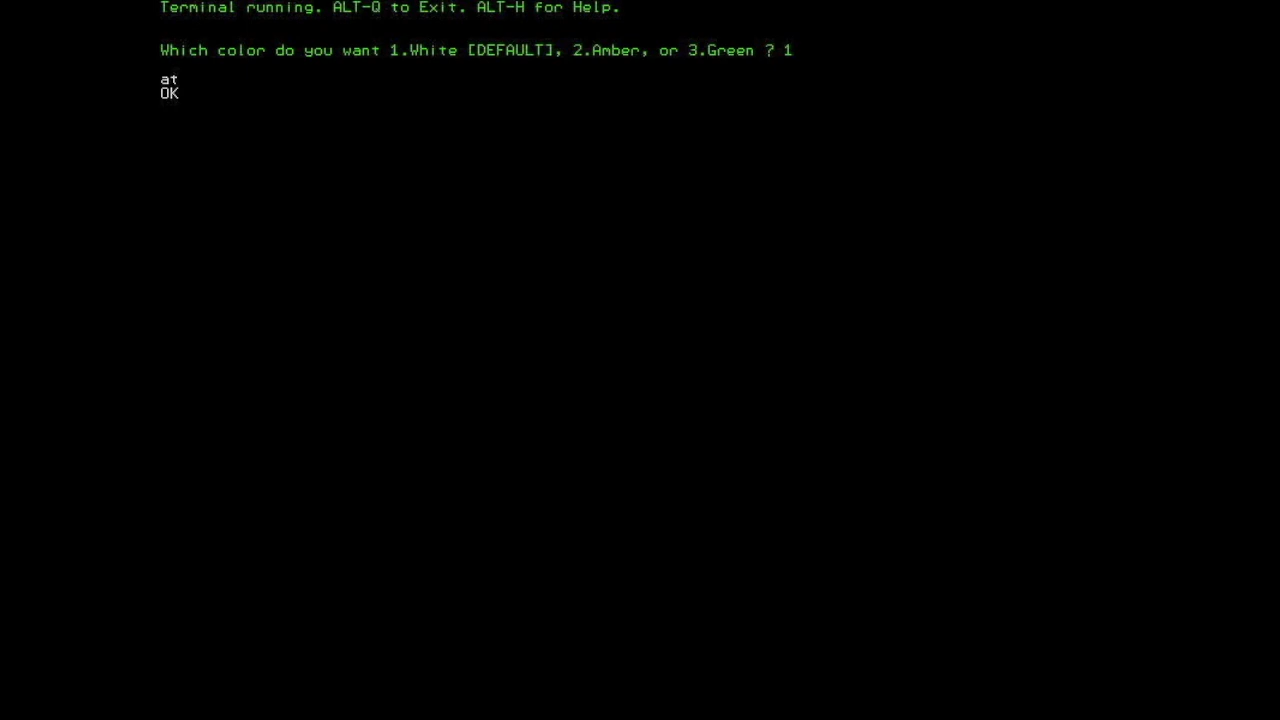 Terminal running. ALT-Q to Exit. ALT-H for Help.
Which color do you want 1.White [DEFAULT], 2.Amber, or 3.Green ? 1
at
OK